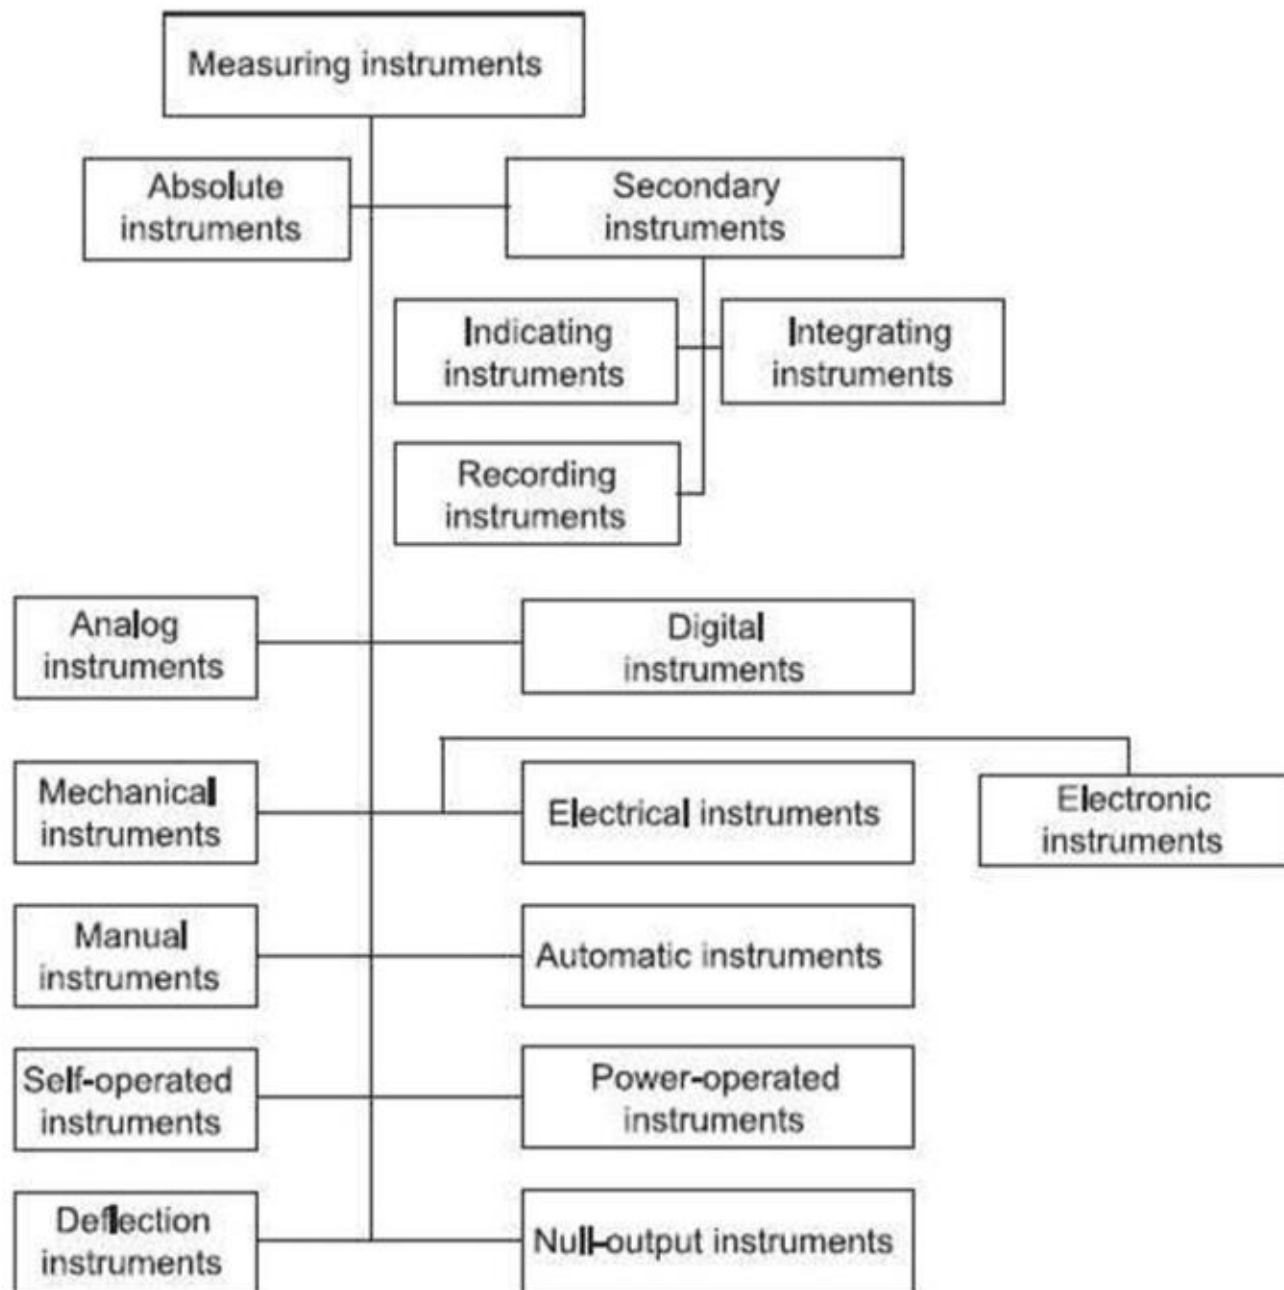 Measuring instruments
Absolute
instruments
Secondary
instruments
Indicating
instruments
Integrating
instruments
Recording
instruments
Analog
instruments
Digital
instruments
Mechanical
instruments
Electrical instruments
Electronic
instruments
Manual
instruments
Automatic instruments
Self-operated
instruments
Power-operated
instruments
Deflection
instruments
Null-output instruments